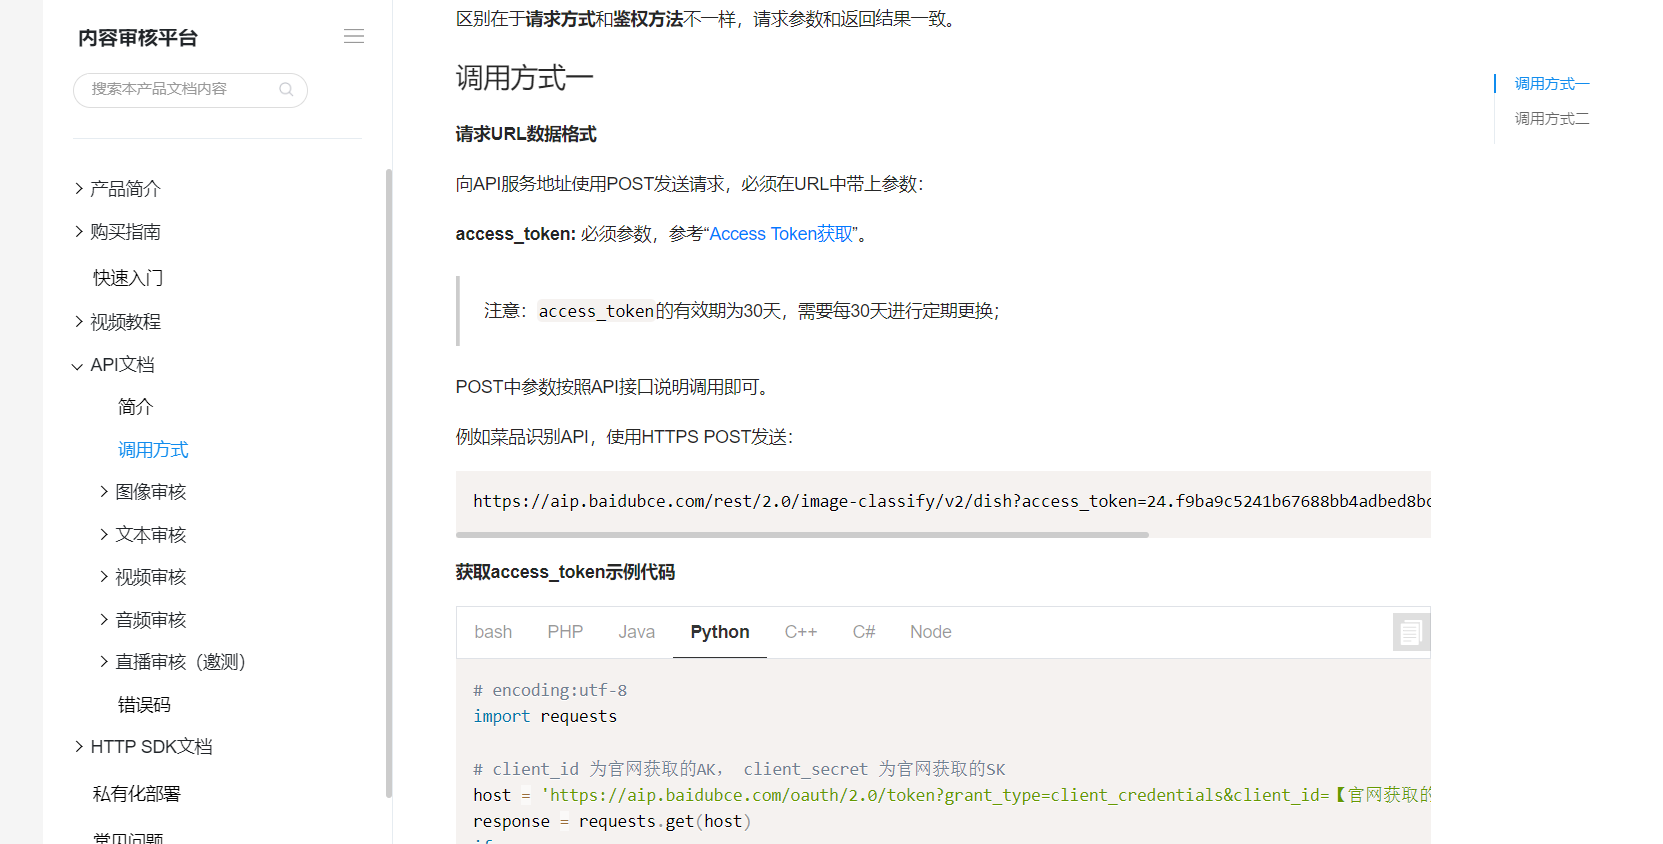 内容审核平台
搜索本产品文档内容
产品简介
购买指南
快速入门
视频教程
API文档
简介
调用方式
图像审核
文本审核
视频审核
音频审核
直播审核（邀测）
错误码
HTTP SDK文档
私有化部署
常见问题
区别在于请求方式和鉴权方法不一样，请求参数和返回结果一致。
调用方式一
请求URL数据格式
向API服务地址使用POST发送请求，必须在URL中带上参数：
access_token: 必须参数，参考“Access Token获取”。
注意：access_token的有效期为30天，需要每30天进行定期更换；
POST中参数按照API接口说明调用即可。
例如菜品识别API，使用HTTPS POST发送：
https://aip.baidubce.com/rest/2.0/image-classify/v2/dish?access_token=24.f9ba9c5241b67688bb4adbed8bc
获取access_token示例代码
bash PHP Java Python C++ C# Node
# encoding:utf-8
import requests
# client_id 为官网获取的AK， client_secret 为官网获取的SK
host = 'https://aip.baidubce.com/oauth/2.0/token?grant_type=client_credentials&client_id=【官网获取的
response = requests.get(host)
if
调用方式一
调用方式二